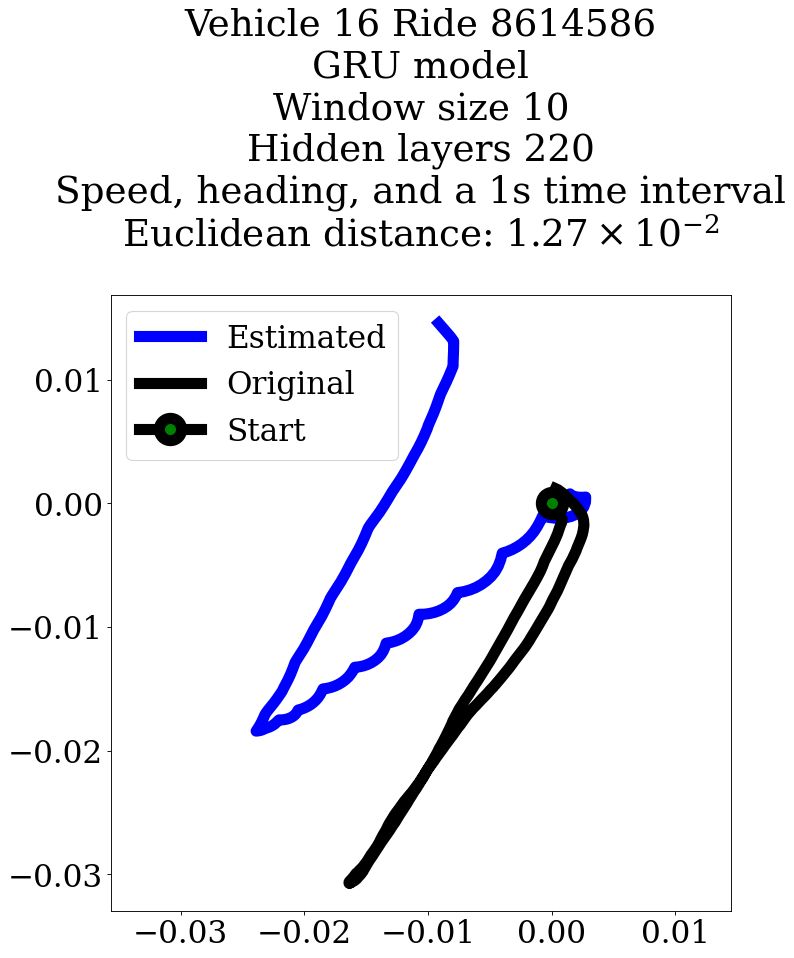 Vehicle 16 Ride 8614586
GRU model
Window size 10
Hidden layers 220
Speed, heading, and a 1s time interval
Euclidean distance: 1.27 × 10⁻²
Estimated
Original
Start
0.01
0.00
−0.01
−0.02
−0.03
−0.03 −0.02 −0.01 0.00 0.01